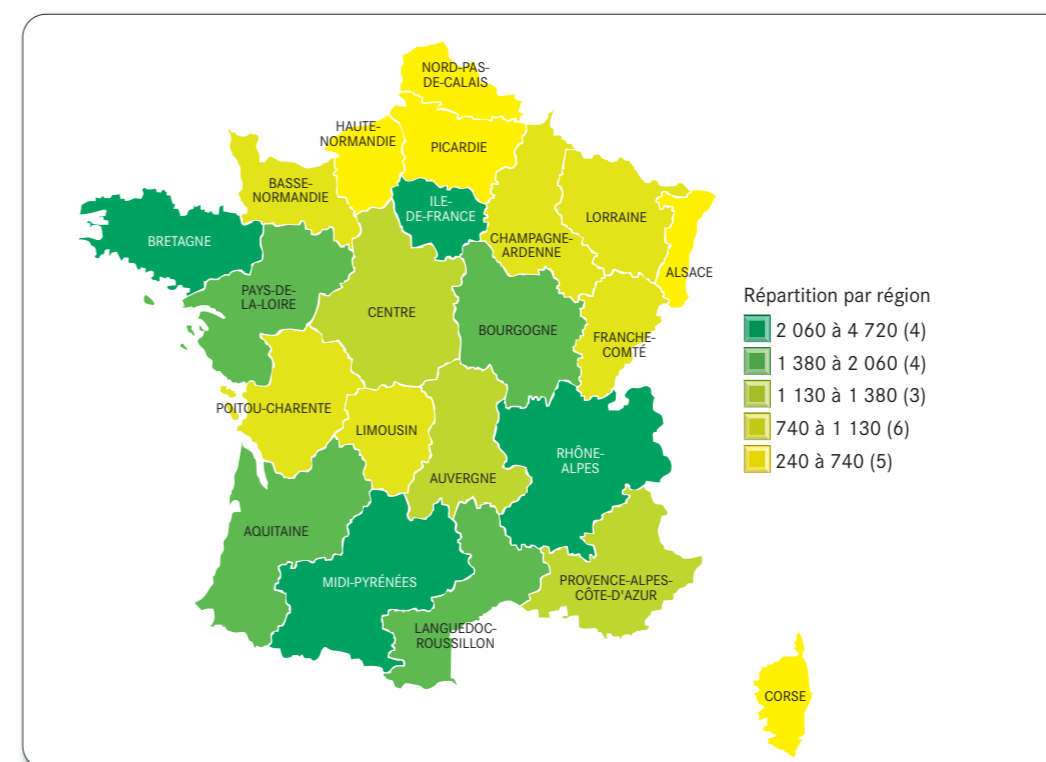 NORD-PAS-
DE-CALAIS
HAUTE-
NORMANDIE
PICARDIE
BASSE-
NORMANDIE
ILE-
DE-FRANCE
LORRAINE
CHAMPAGNE-
ARDENNE
BRETAGNE
ALSACE
PAYS-DE-
LA-LOIRE
CENTRE
BOURGOGNE
FRANCHE-
COMTÉ
POITOU-CHARENTE
LIMOUSIN
RHÔNE-
ALPES
AUVERGNE
AQUITAINE
MIDI-PYRÉNÉES
PROVENCE-ALPES-
CÔTE-D'AZUR
LANGUEDOC-
ROUSSILLON
CORSE
Répartition par région
2 060 à 4 720 (4)
1 380 à 2 060 (4)
1 130 à 1 380 (3)
740 à 1 130 (6)
240 à 740 (5)